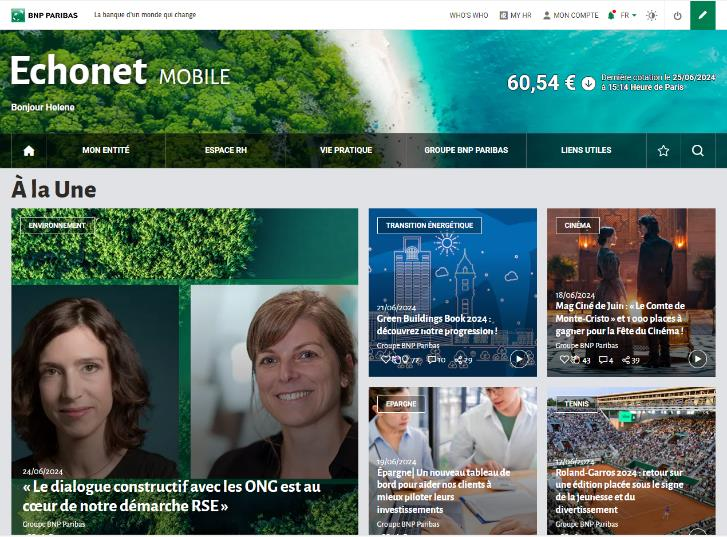 BNP PARIBAS
La banque d'un monde qui change
WHO'S WHO
MY HR
MON COMPTE
FR
Echonet MOBILE
Bonjour Helene
60,54 €
Dernière cotation le 25/06/2024
à 15:14 Heure de Paris
MON ENTITÉ
ESPACE RH
VIE PRATIQUE
GROUPE BNP PARIBAS
LIENS UTILES
À la Une
ENVIRONNEMENT
24/06/2024
« Le dialogue constructif avec les ONG est au
cœur de notre démarche RSE »
Groupe BNP Paribas
TRANSITION ÉNERGÉTIQUE
21/06/2024
Green Buildings Book 2024 :
découvrez notre progression !
Groupe BNP Paribas
77
10
29
CINÉMA
18/06/2024
Mag Ciné de Juin : « Le Comte de
Monte-Cristo » et 1 000 places à
gagner pour la Fête du Cinéma !
Groupe BNP Paribas
43
4
39
EPARGNE
19/06/2024
Epargne| Un nouveau tableau de
bord pour aider nos clients à
mieux piloter leurs
investissements
Groupe BNP Paribas
TENNIS
12/06/2024
Roland-Garros 2024 : retour sur
une édition placée sous le signe
de la jeunesse et du
divertissement
Groupe BNP Paribas